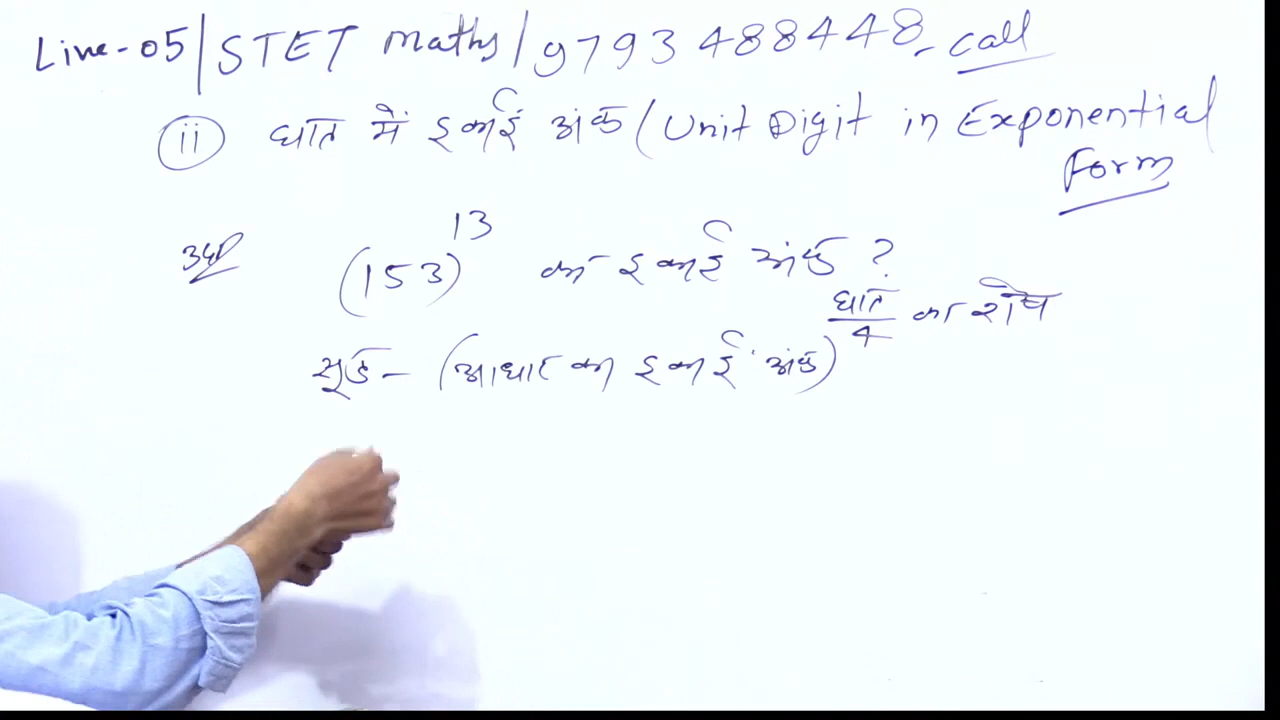 Live-05/STET maths/9793488448-call
(ii) घात में इकाई अंक (Unit Digit in Exponential
Form
उदा० (153)^13 का इकाई अंक ?
घात/4 का शेष
सूत्र - (आधार का इकाई अंक)